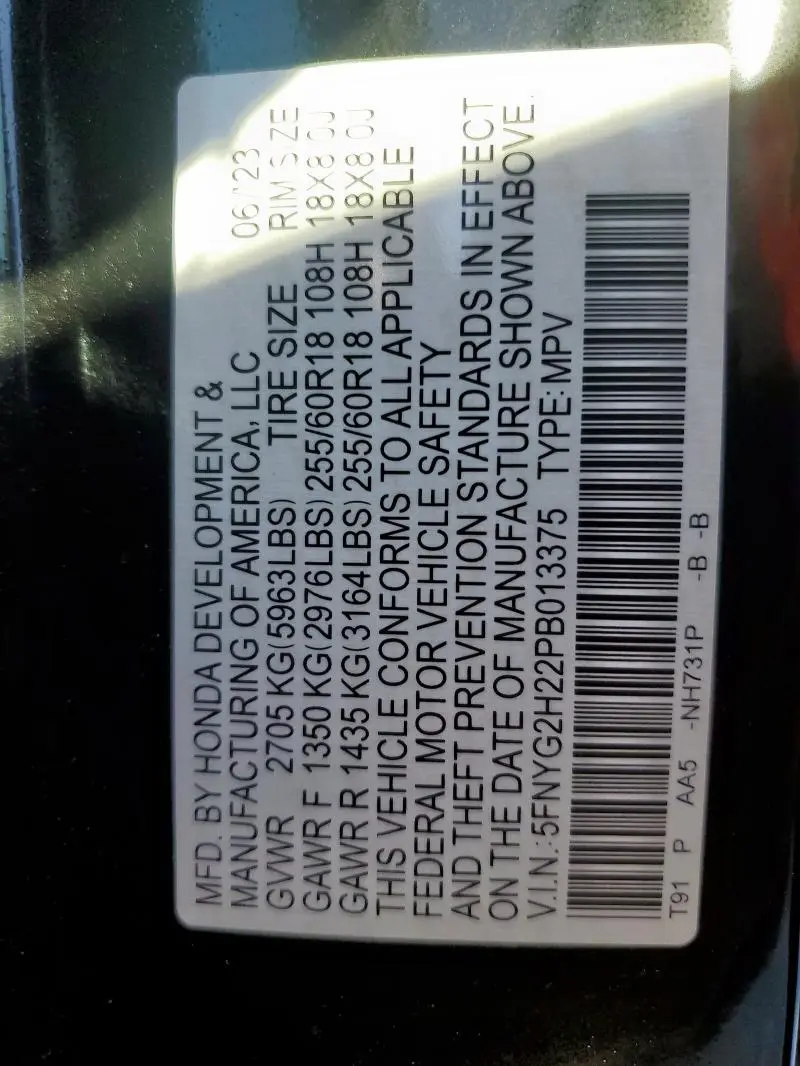 MFD. BY HONDA DEVELOPMENT &
MANUFACTURING OF AMERICA, LLC 06/23
GVWR 2705 KG(5963LBS) TIRE SIZE RIM SIZE
GAWR F 1350 KG(2976LBS) 255/60R18 108H 18X8.0J
GAWR R 1435 KG(3164LBS) 255/60R18 108H 18X8.0J
THIS VEHICLE CONFORMS TO ALL APPLICABLE
FEDERAL MOTOR VEHICLE SAFETY
AND THEFT PREVENTION STANDARDS IN EFFECT
ON THE DATE OF MANUFACTURE SHOWN ABOVE.
V.I.N.:5FNYG2H22PB013375 TYPE:MPV
T91 P AA5 -NH731P -B -B